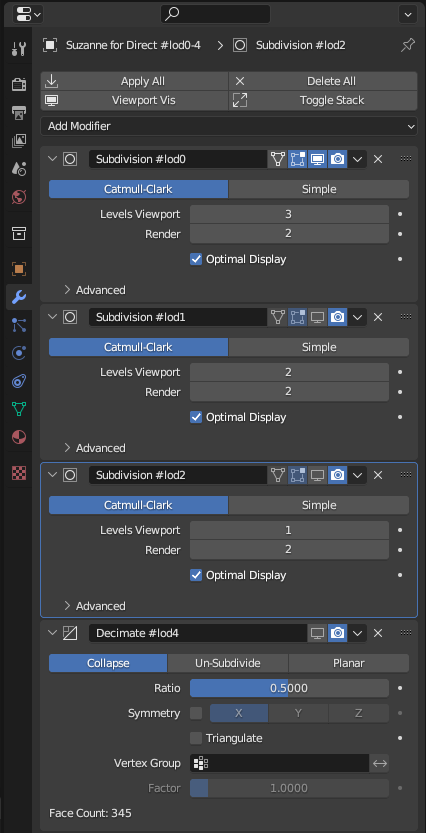 Suzanne for Direct #lod0-4 Subdivision #lod2
Apply All Delete All
Viewport Vis Toggle Stack
Add Modifier
Subdivision #lod0
Catmull-Clark Simple
Levels Viewport 3
Render 2
Optimal Display
Advanced
Subdivision #lod1
Catmull-Clark Simple
Levels Viewport 2
Render 2
Optimal Display
Advanced
Subdivision #lod2
Catmull-Clark Simple
Levels Viewport 1
Render 2
Optimal Display
Advanced
Decimate #lod4
Collapse Un-Subdivide Planar
Ratio 0.5000
Symmetry X Y Z
Triangulate
Vertex Group
Factor 1.0000
Face Count: 345